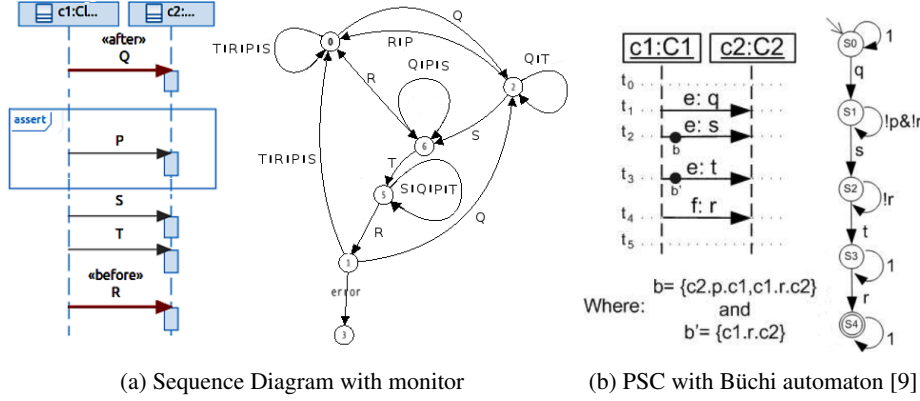 c1:Cl...
c2:...
«after»
Q
assert
P
S
T
«before»
R
TIRIPIS
0
Q
RIP
R
QIPIS
2
QIT
S
6
T
TIRIPIS
5
SIQIPIT
R
Q
1
error
3
c1:C1
c2:C2
t0
t1
e: q
t2
e: s
b
t3
e: t
b'
t4
f: r
t5
b= {c2.p.c1,c1.r.c2}
Where:
and
b'= {c1.r.c2}
S0
1
q
S1
!p&!r
s
S2
!r
t
S3
1
r
S4
1
(a) Sequence Diagram with monitor
(b) PSC with Büchi automaton [9]